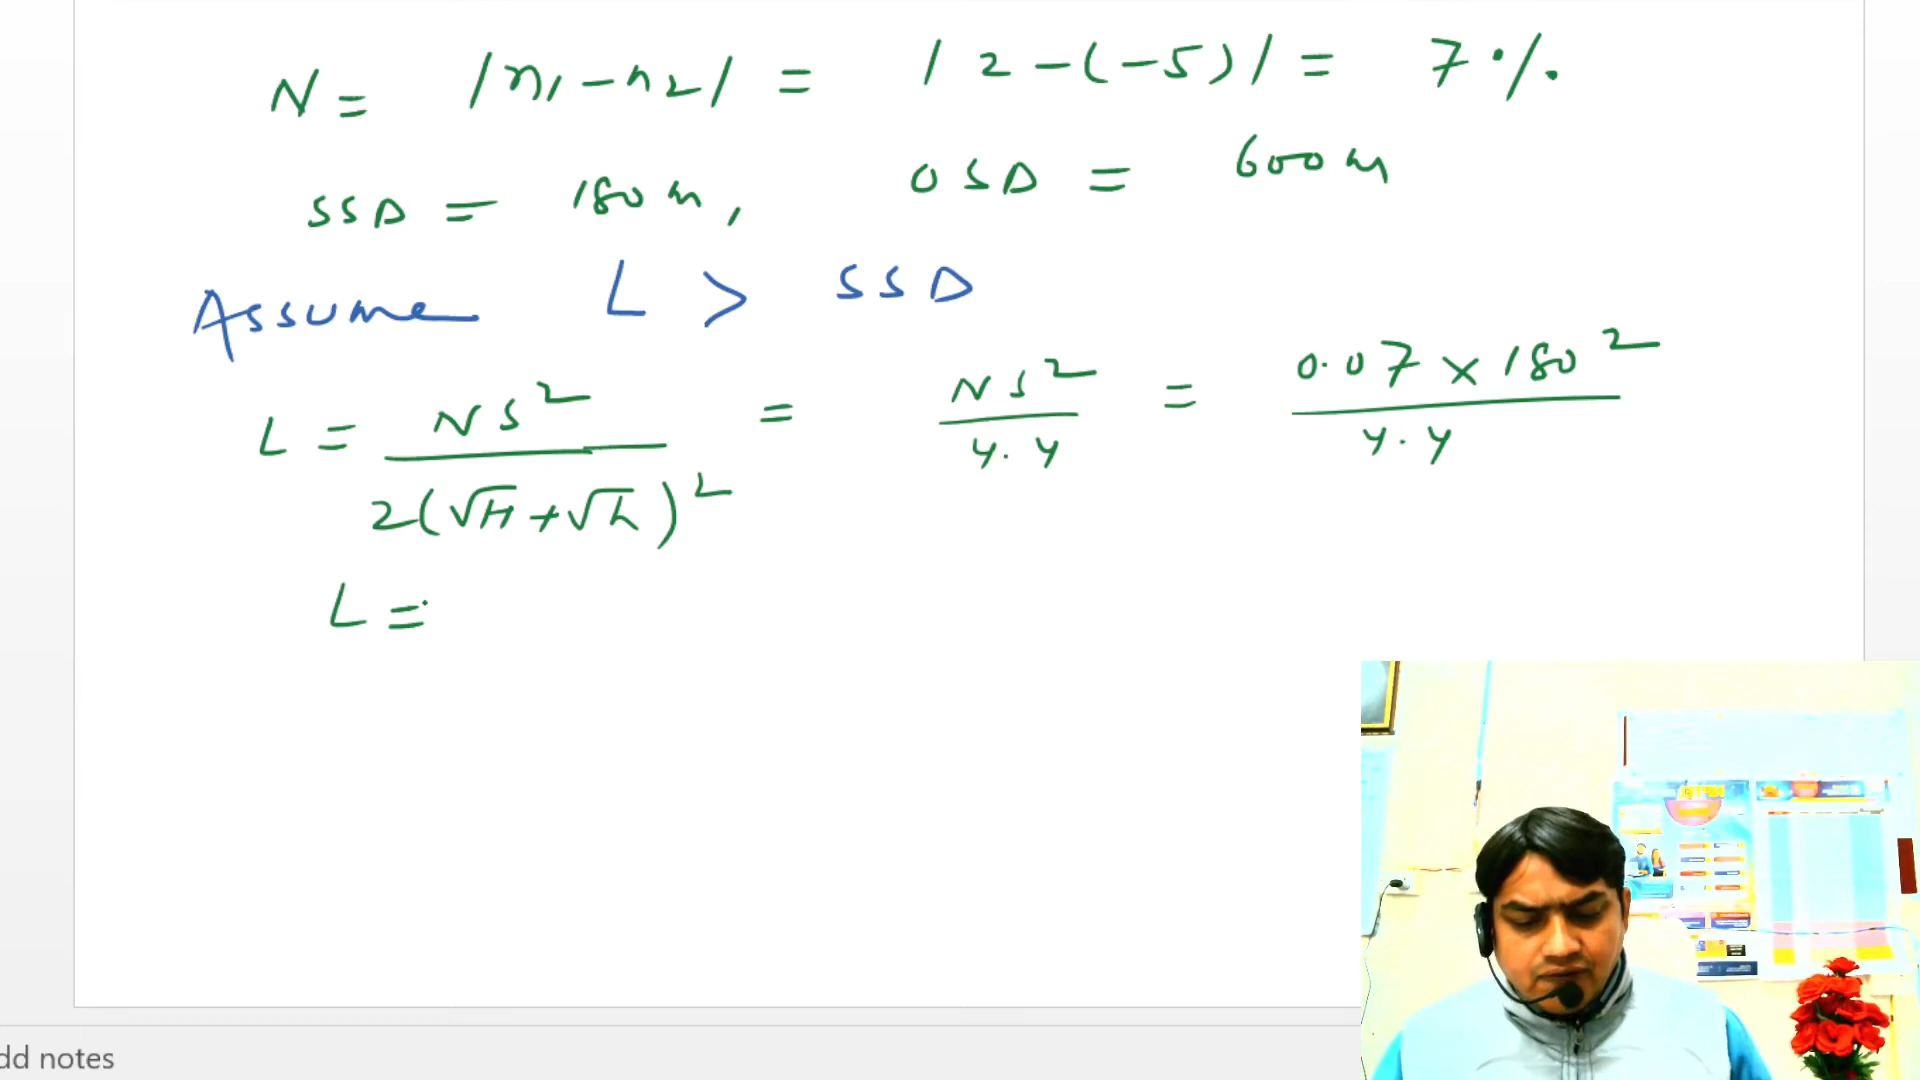 N = |n1 - n2| = | 2 - (-5) | = 7 %.
SSD = 180 m, OSD = 600 m
Assume L > SSD
L = NS² / 2(√H + √h)² = NS² / 4.4 = 0.07 × 180² / 4.4
L =
dd notes